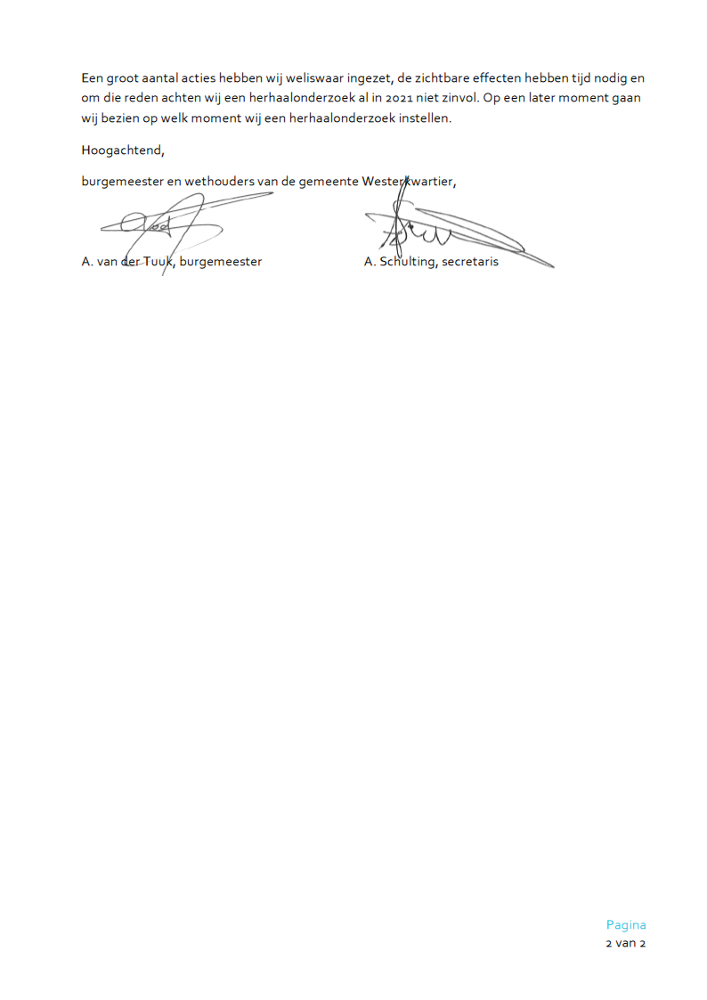 Een groot aantal acties hebben wij weliswaar ingezet, de zichtbare effecten hebben tijd nodig en
om die reden achten wij een herhaalonderzoek al in 2021 niet zinvol. Op een later moment gaan
wij bezien op welk moment wij een herhaalonderzoek instellen.
Hoogachtend,
burgemeester en wethouders van de gemeente Westerkwartier,
A. van der Tuuk, burgemeester
A. Schulting, secretaris
Pagina
2 van 2